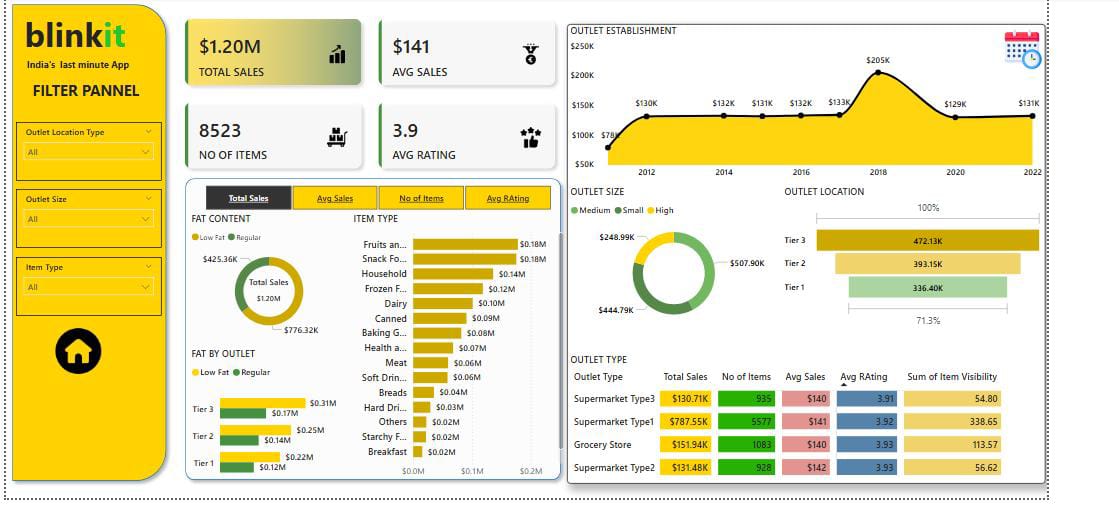 blinkit
India's last minute App
FILTER PANNEL
Outlet Location Type
All
Outlet Size
All
Item Type
All
$1.20M
TOTAL SALES
$141
AVG SALES
8523
NO OF ITEMS
3.9
AVG RATING
Total Sales Avg Sales No of Items Avg RAting
FAT CONTENT
Low Fat Regular
$425.36K
Total Sales
$1.20M
$776.32K
FAT BY OUTLET
Low Fat Regular
Tier 3 $0.31M
$0.17M
Tier 2 $0.25M
$0.14M
Tier 1 $0.22M
$0.12M
ITEM TYPE
Fruits an... $0.18M
Snack Fo... $0.18M
Household $0.14M
Frozen F... $0.12M
Dairy $0.10M
Canned $0.09M
Baking G... $0.08M
Health a... $0.07M
Meat $0.06M
Soft Drin... $0.06M
Breads $0.04M
Hard Dri... $0.03M
Others $0.02M
Starchy F... $0.02M
Breakfast $0.02M
$0.0M $0.1M $0.2M
OUTLET ESTABLISHMENT
$250K
$200K
$150K
$100K
$50K
$78K $130K $132K $131K $132K $133K $205K $129K $131K
2012 2014 2016 2018 2020 2022
OUTLET SIZE
Medium Small High
$248.99K
$507.90K
$444.79K
OUTLET LOCATION
100%
Tier 3 472.13K
Tier 2 393.15K
Tier 1 336.40K
71.3%
OUTLET TYPE
Outlet Type Total Sales No of Items Avg Sales Avg RAting Sum of Item Visibility
Supermarket Type3 $130.71K 935 $140 3.91 54.80
Supermarket Type1 $787.55K 5577 $141 3.92 338.65
Grocery Store $151.94K 1083 $140 3.93 113.57
Supermarket Type2 $131.48K 928 $142 3.93 56.62